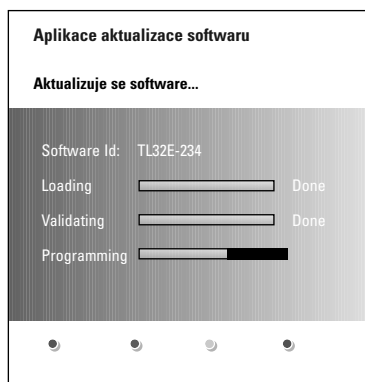 Aplikace aktualizace softwaru
Aktualizuje se software...
Software Id: TL32E-234
Loading Done
Validating Done
Programming